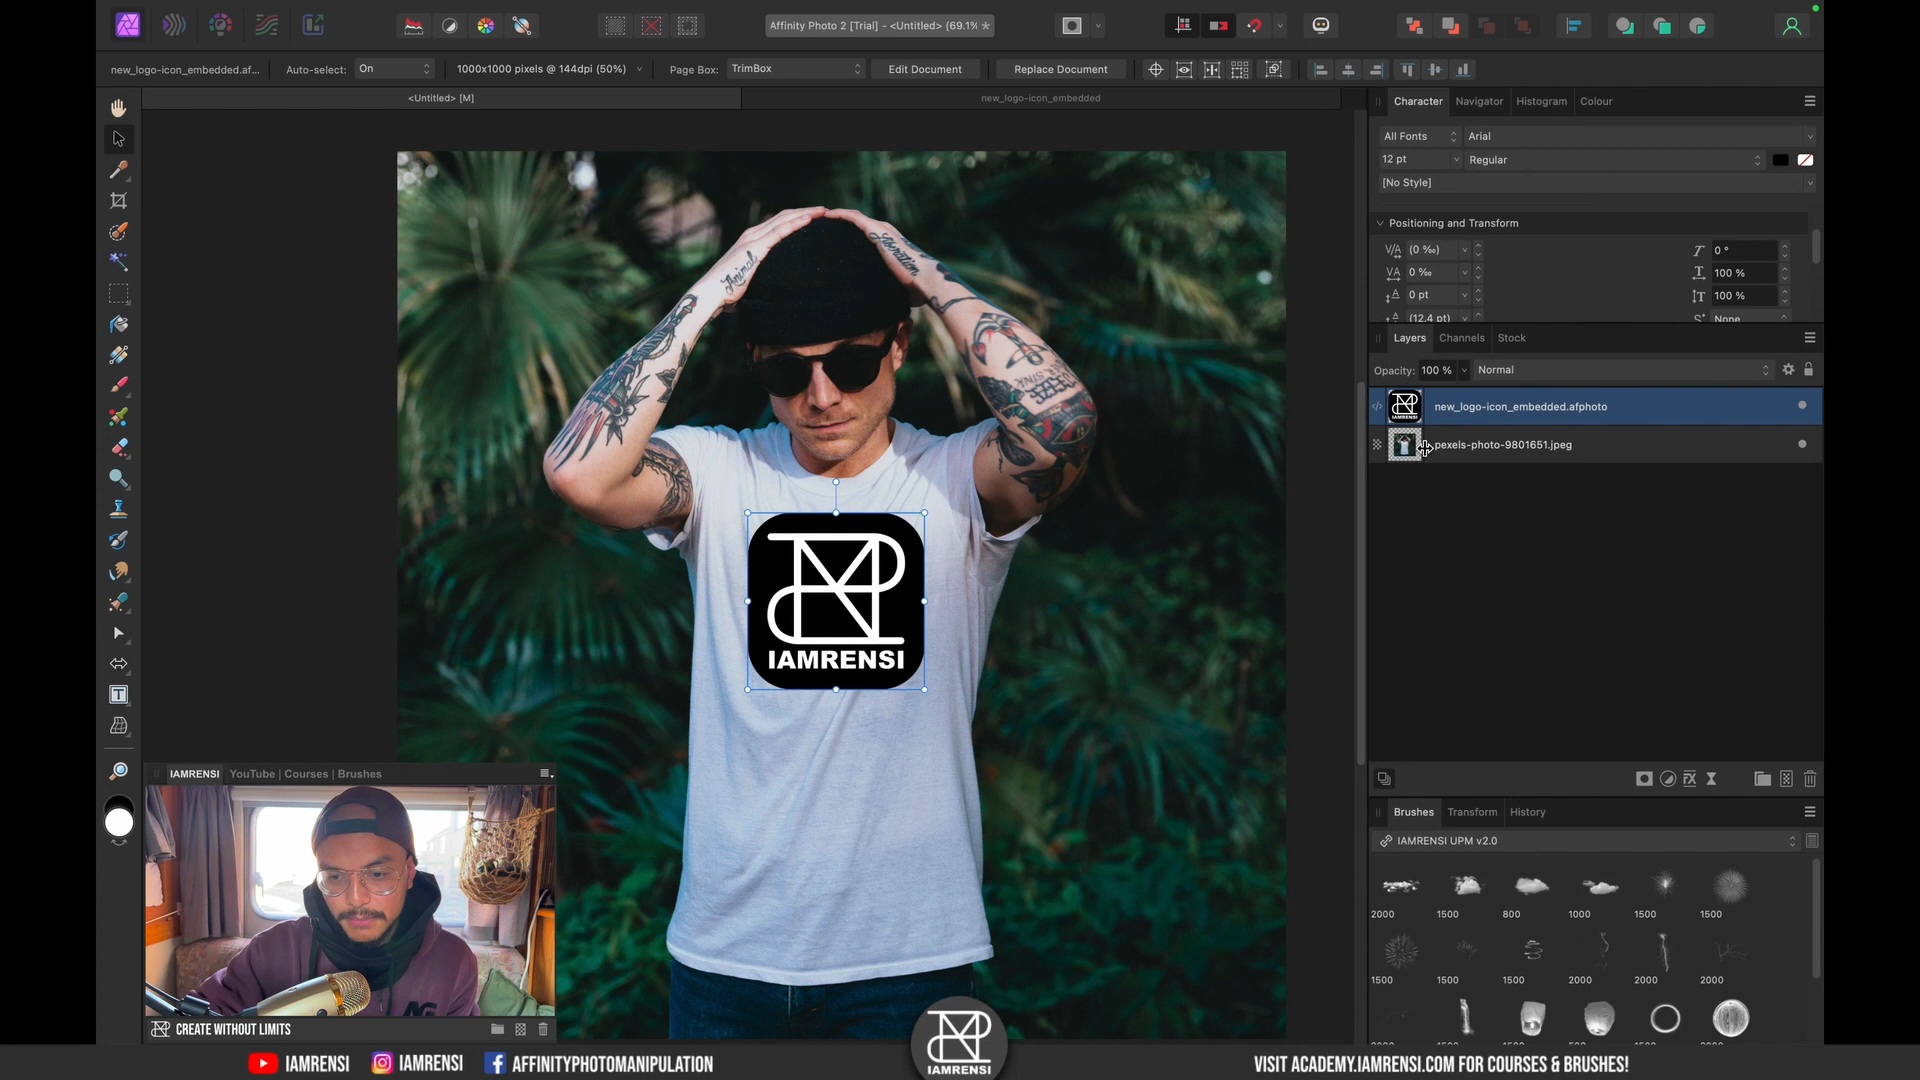 Affinity Photo 2 [Trial] - <Untitled> (69.1%
new_logo-icon_embedded.af...
Auto-select:
On
1000x1000 pixels @ 144dpi (50%)
Page Box:
TrimBox
Edit Document
Replace Document
<Untitled> [M]
new_logo-icon_embedded
Character
Navigator
Histogram
Colour
All Fonts
Arial
12 pt
Regular
[No Style]
Positioning and Transform
(0 ‰)
0 °
0 ‰
100 %
0 pt
100 %
(12.4 pt)
None
Layers
Channels
Stock
Opacity:
100 %
Normal
new_logo-icon_embedded.afphoto
pexels-photo-9801651.jpeg
Animal
Liberation
IAMRENSI
Brushes
Transform
History
IAMRENSI UPM v2.0
2000
1500
800
1000
1500
1500
1500
1500
1500
2000
1500
2000
IAMRENSI
YouTube | Courses | Brushes
CREATE WITHOUT LIMITS
IAMRENSI
IAMRENSI
AFFINITYPHOTOMANIPULATION
IAMRENSI
VISIT ACADEMY.IAMRENSI.COM FOR COURSES & BRUSHES!